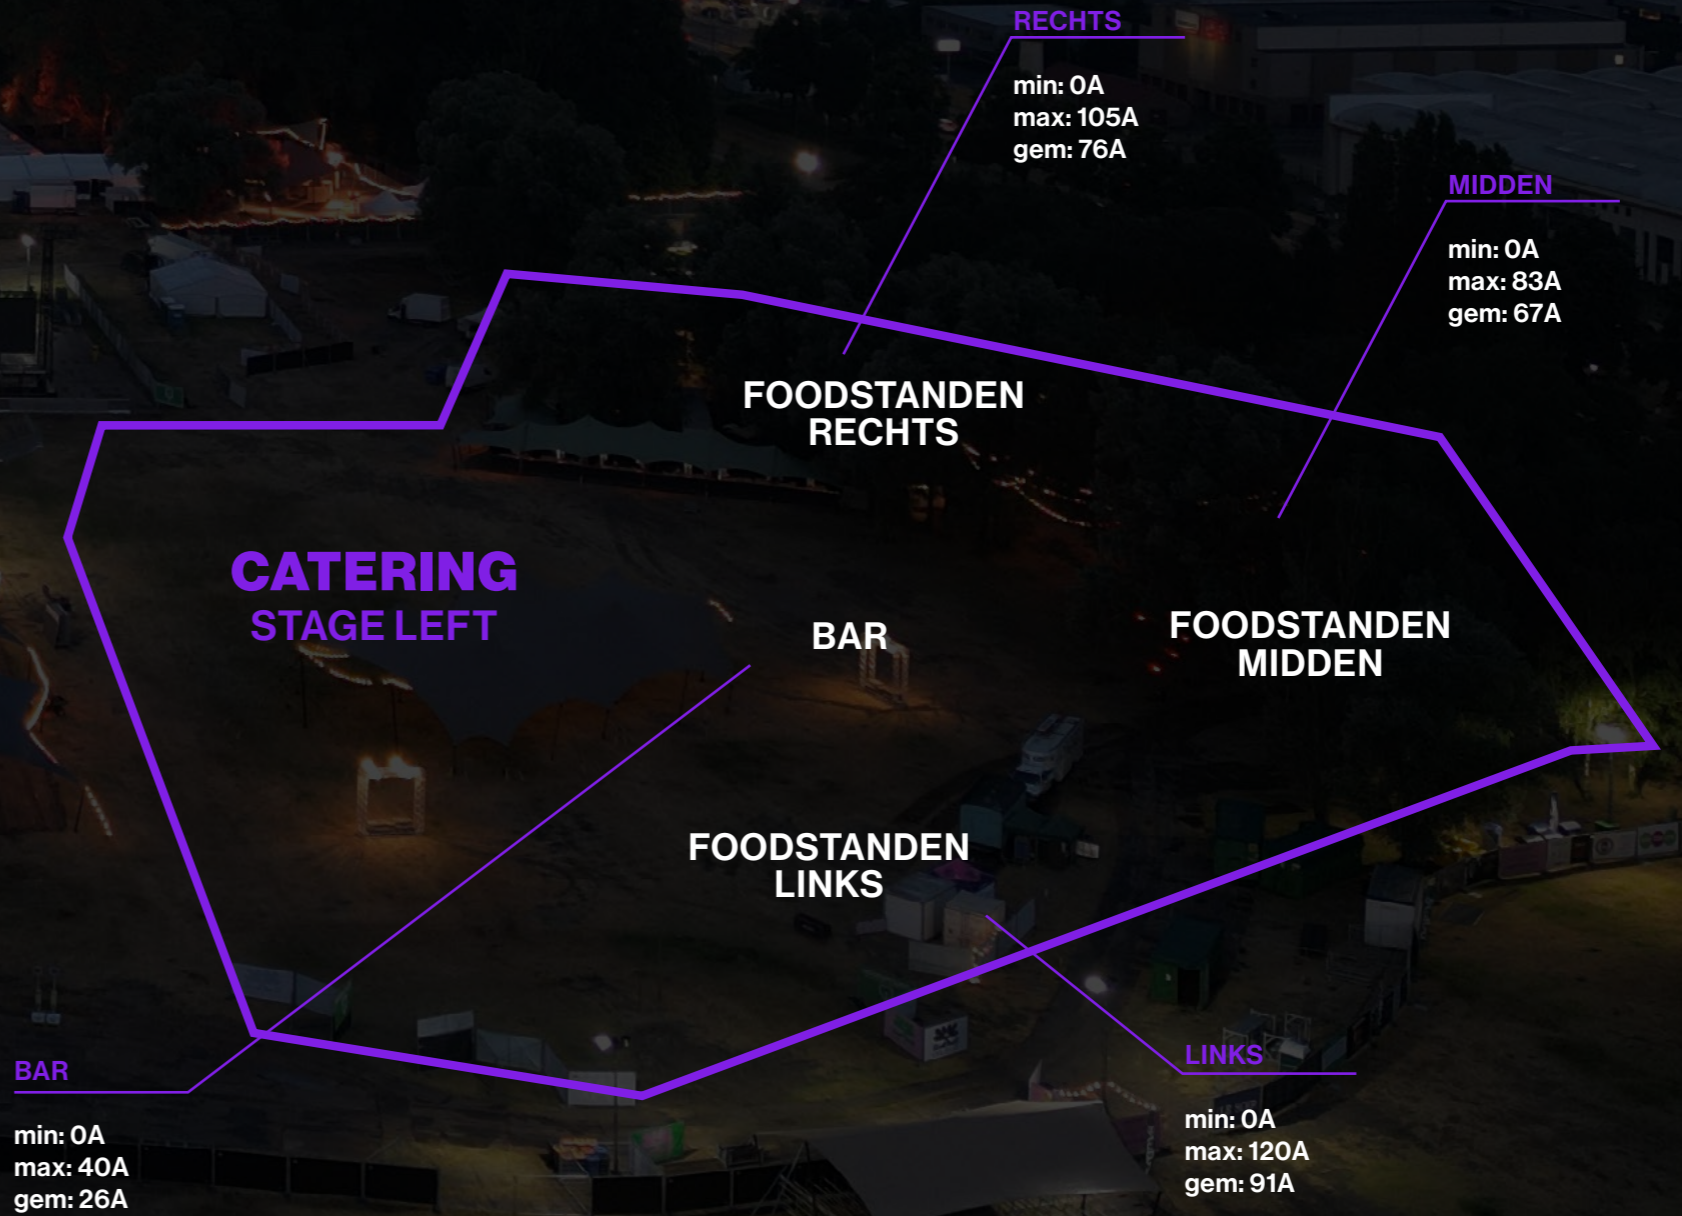 RECHTS
min: 0A
max: 105A
gem: 76A
MIDDEN
min: 0A
max: 83A
gem: 67A
FOODSTANDEN
RECHTS
CATERING
STAGE LEFT
BAR
FOODSTANDEN
MIDDEN
FOODSTANDEN
LINKS
BAR
min: 0A
max: 40A
gem: 26A
LINKS
min: 0A
max: 120A
gem: 91A